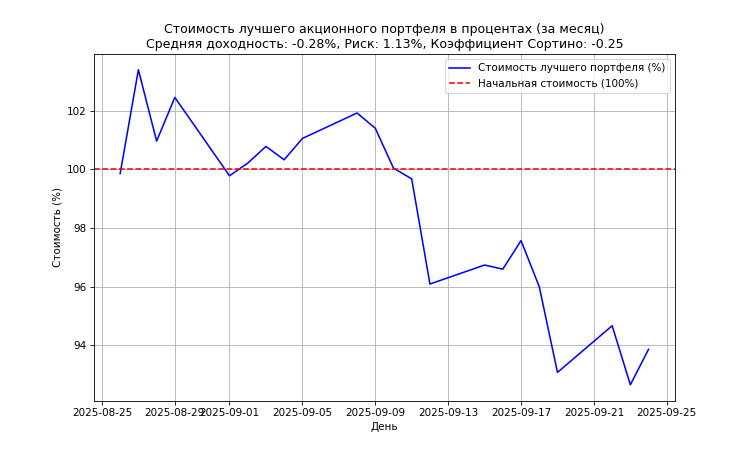 Стоимость лучшего акционного портфеля в процентах (за месяц)
Средняя доходность: -0.28%, Риск: 1.13%, Коэффициент Сортино: -0.25
Стоимость лучшего портфеля (%)
Начальная стоимость (100%)
Стоимость (%)
102
100
98
96
94
2025-08-25 2025-08-29 2025-09-01 2025-09-05 2025-09-09 2025-09-13 2025-09-17 2025-09-21 2025-09-25
День